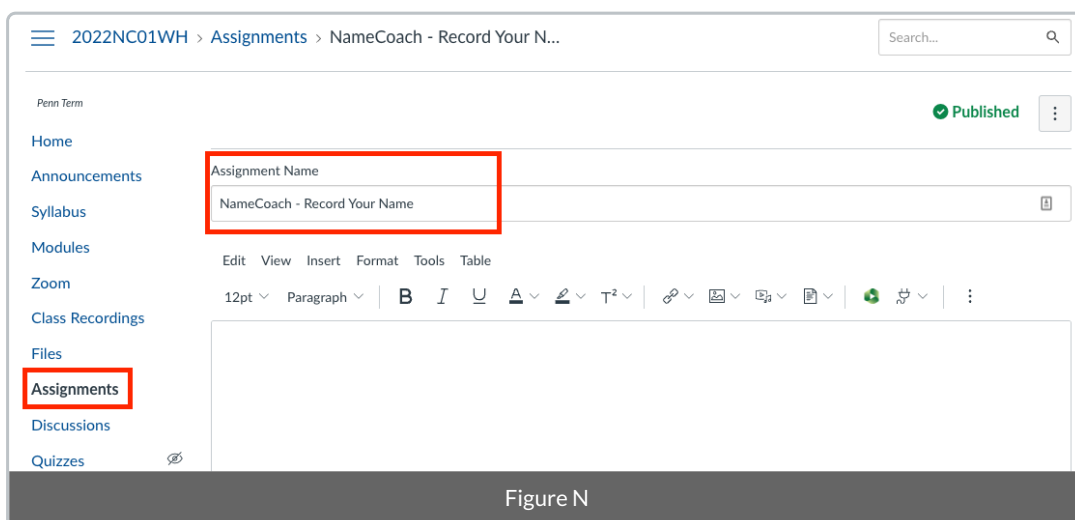 2022NC01WH > Assignments > NameCoach - Record Your N...
Search...
Penn Term
Published
Home
Announcements
Syllabus
Modules
Zoom
Class Recordings
Files
Assignments
Discussions
Quizzes
Assignment Name
NameCoach - Record Your Name
Edit View Insert Format Tools Table
12pt Paragraph B I U A T²
Figure N